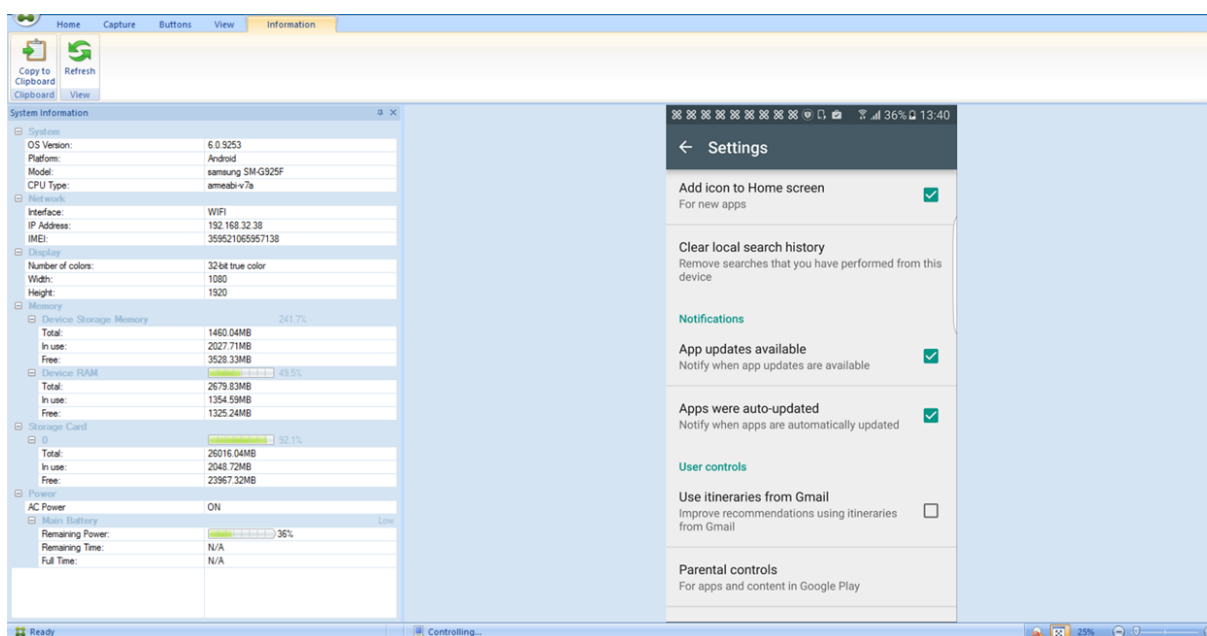 Home Capture Buttons View Information
Copy to Clipboard
Refresh
Clipboard View
System Information
System
OS Version: 6.0.9253
Platform: Android
Model: samsung SM-G925F
CPU Type: armeabi-v7a
Network
Interface: WIFI
IP Address: 192.168.32.38
IMEI: 359521065957138
Display
Number of colors: 32-bit true color
Width: 1080
Height: 1920
Memory
Device Storage Memory 241.7%
Total: 1460.04MB
In use: 2027.71MB
Free: 3528.33MB
Device RAM 49.5%
Total: 2679.83MB
In use: 1354.59MB
Free: 1325.24MB
Storage Card
0 52.1%
Total: 26016.04MB
In use: 2048.72MB
Free: 23967.32MB
Power
AC Power ON
Main Battery Low
Remaining Power: 36%
Remaining Time: N/A
Full Time: N/A
Ready
36% 13:40
Settings
Add icon to Home screen
For new apps
Clear local search history
Remove searches that you have performed from this
device
Notifications
App updates available
Notify when app updates are available
Apps were auto-updated
Notify when apps are automatically updated
User controls
Use itineraries from Gmail
Improve recommendations using itineraries
from Gmail
Parental controls
For apps and content in Google Play
Controlling...
25%